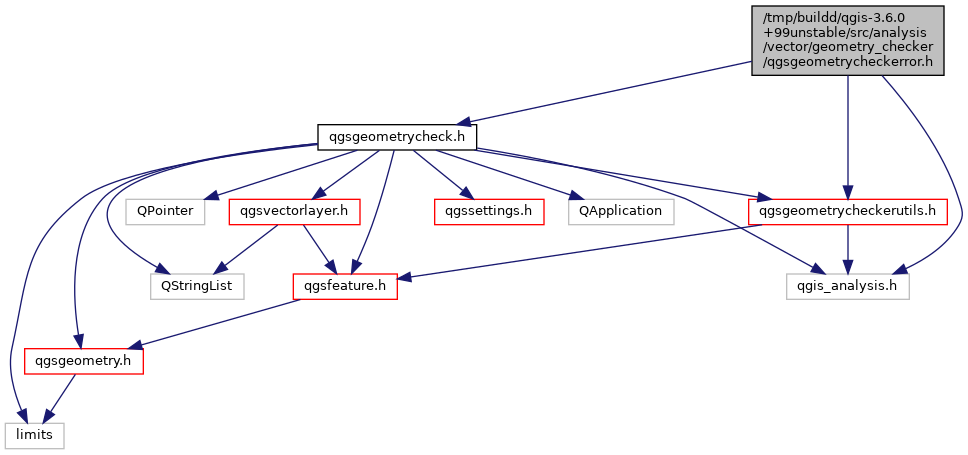 /tmp/buildd/qgis-3.6.0
+99unstable/src/analysis
/vector/geometry_checker
/qgsgeometrycheckerror.h
qgsgeometrycheck.h
QPointer
qgsvectorlayer.h
qgssettings.h
QApplication
qgsgeometrycheckerutils.h
QStringList
qgsfeature.h
qgis_analysis.h
qgsgeometry.h
limits